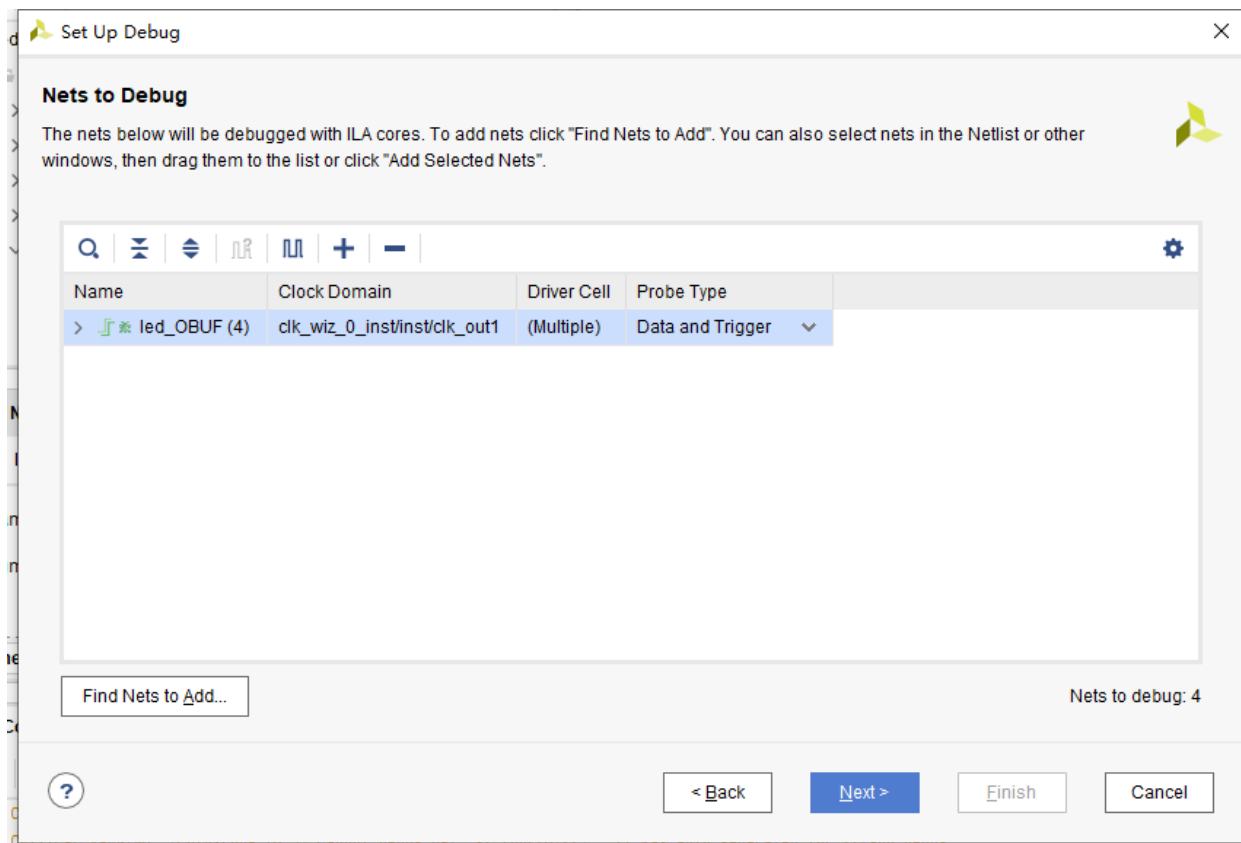 Set Up Debug
Nets to Debug
The nets below will be debugged with ILA cores. To add nets click "Find Nets to Add". You can also select nets in the Netlist or other
windows, then drag them to the list or click "Add Selected Nets".
Name Clock Domain Driver Cell Probe Type
led_OBUF (4) clk_wiz_0_inst/inst/clk_out1 (Multiple) Data and Trigger
Find Nets to Add... Nets to debug: 4
? < Back Next > Finish Cancel